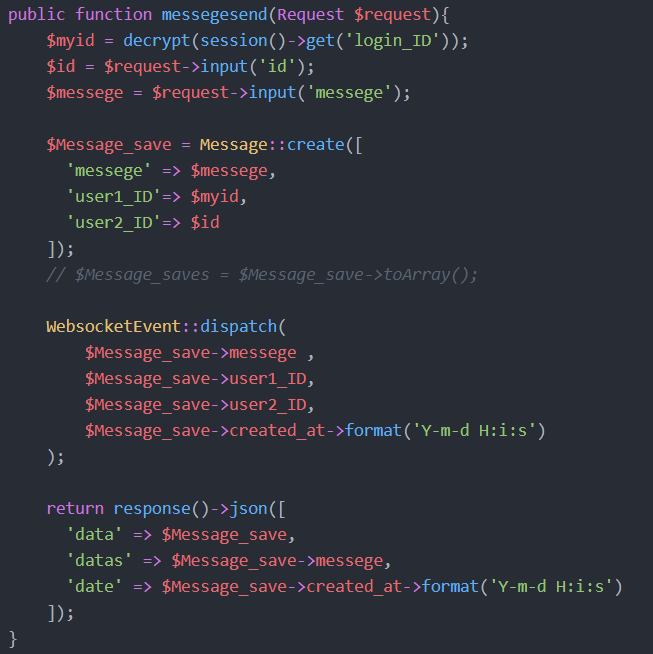 public function messegesend(Request $request){
    $myid = decrypt(session()->get('login_ID'));
    $id = $request->input('id');
    $messege = $request->input('messege');

    $Message_save = Message::create([
      'messege' => $messege,
      'user1_ID'=> $myid,
      'user2_ID'=> $id
    ]);
    // $Message_saves = $Message_save->toArray();

    WebsocketEvent::dispatch(
        $Message_save->messege ,
        $Message_save->user1_ID,
        $Message_save->user2_ID,
        $Message_save->created_at->format('Y-m-d H:i:s')
    );

    return response()->json([
      'data' => $Message_save,
      'datas' => $Message_save->messege,
      'date' => $Message_save->created_at->format('Y-m-d H:i:s')
    ]);
}